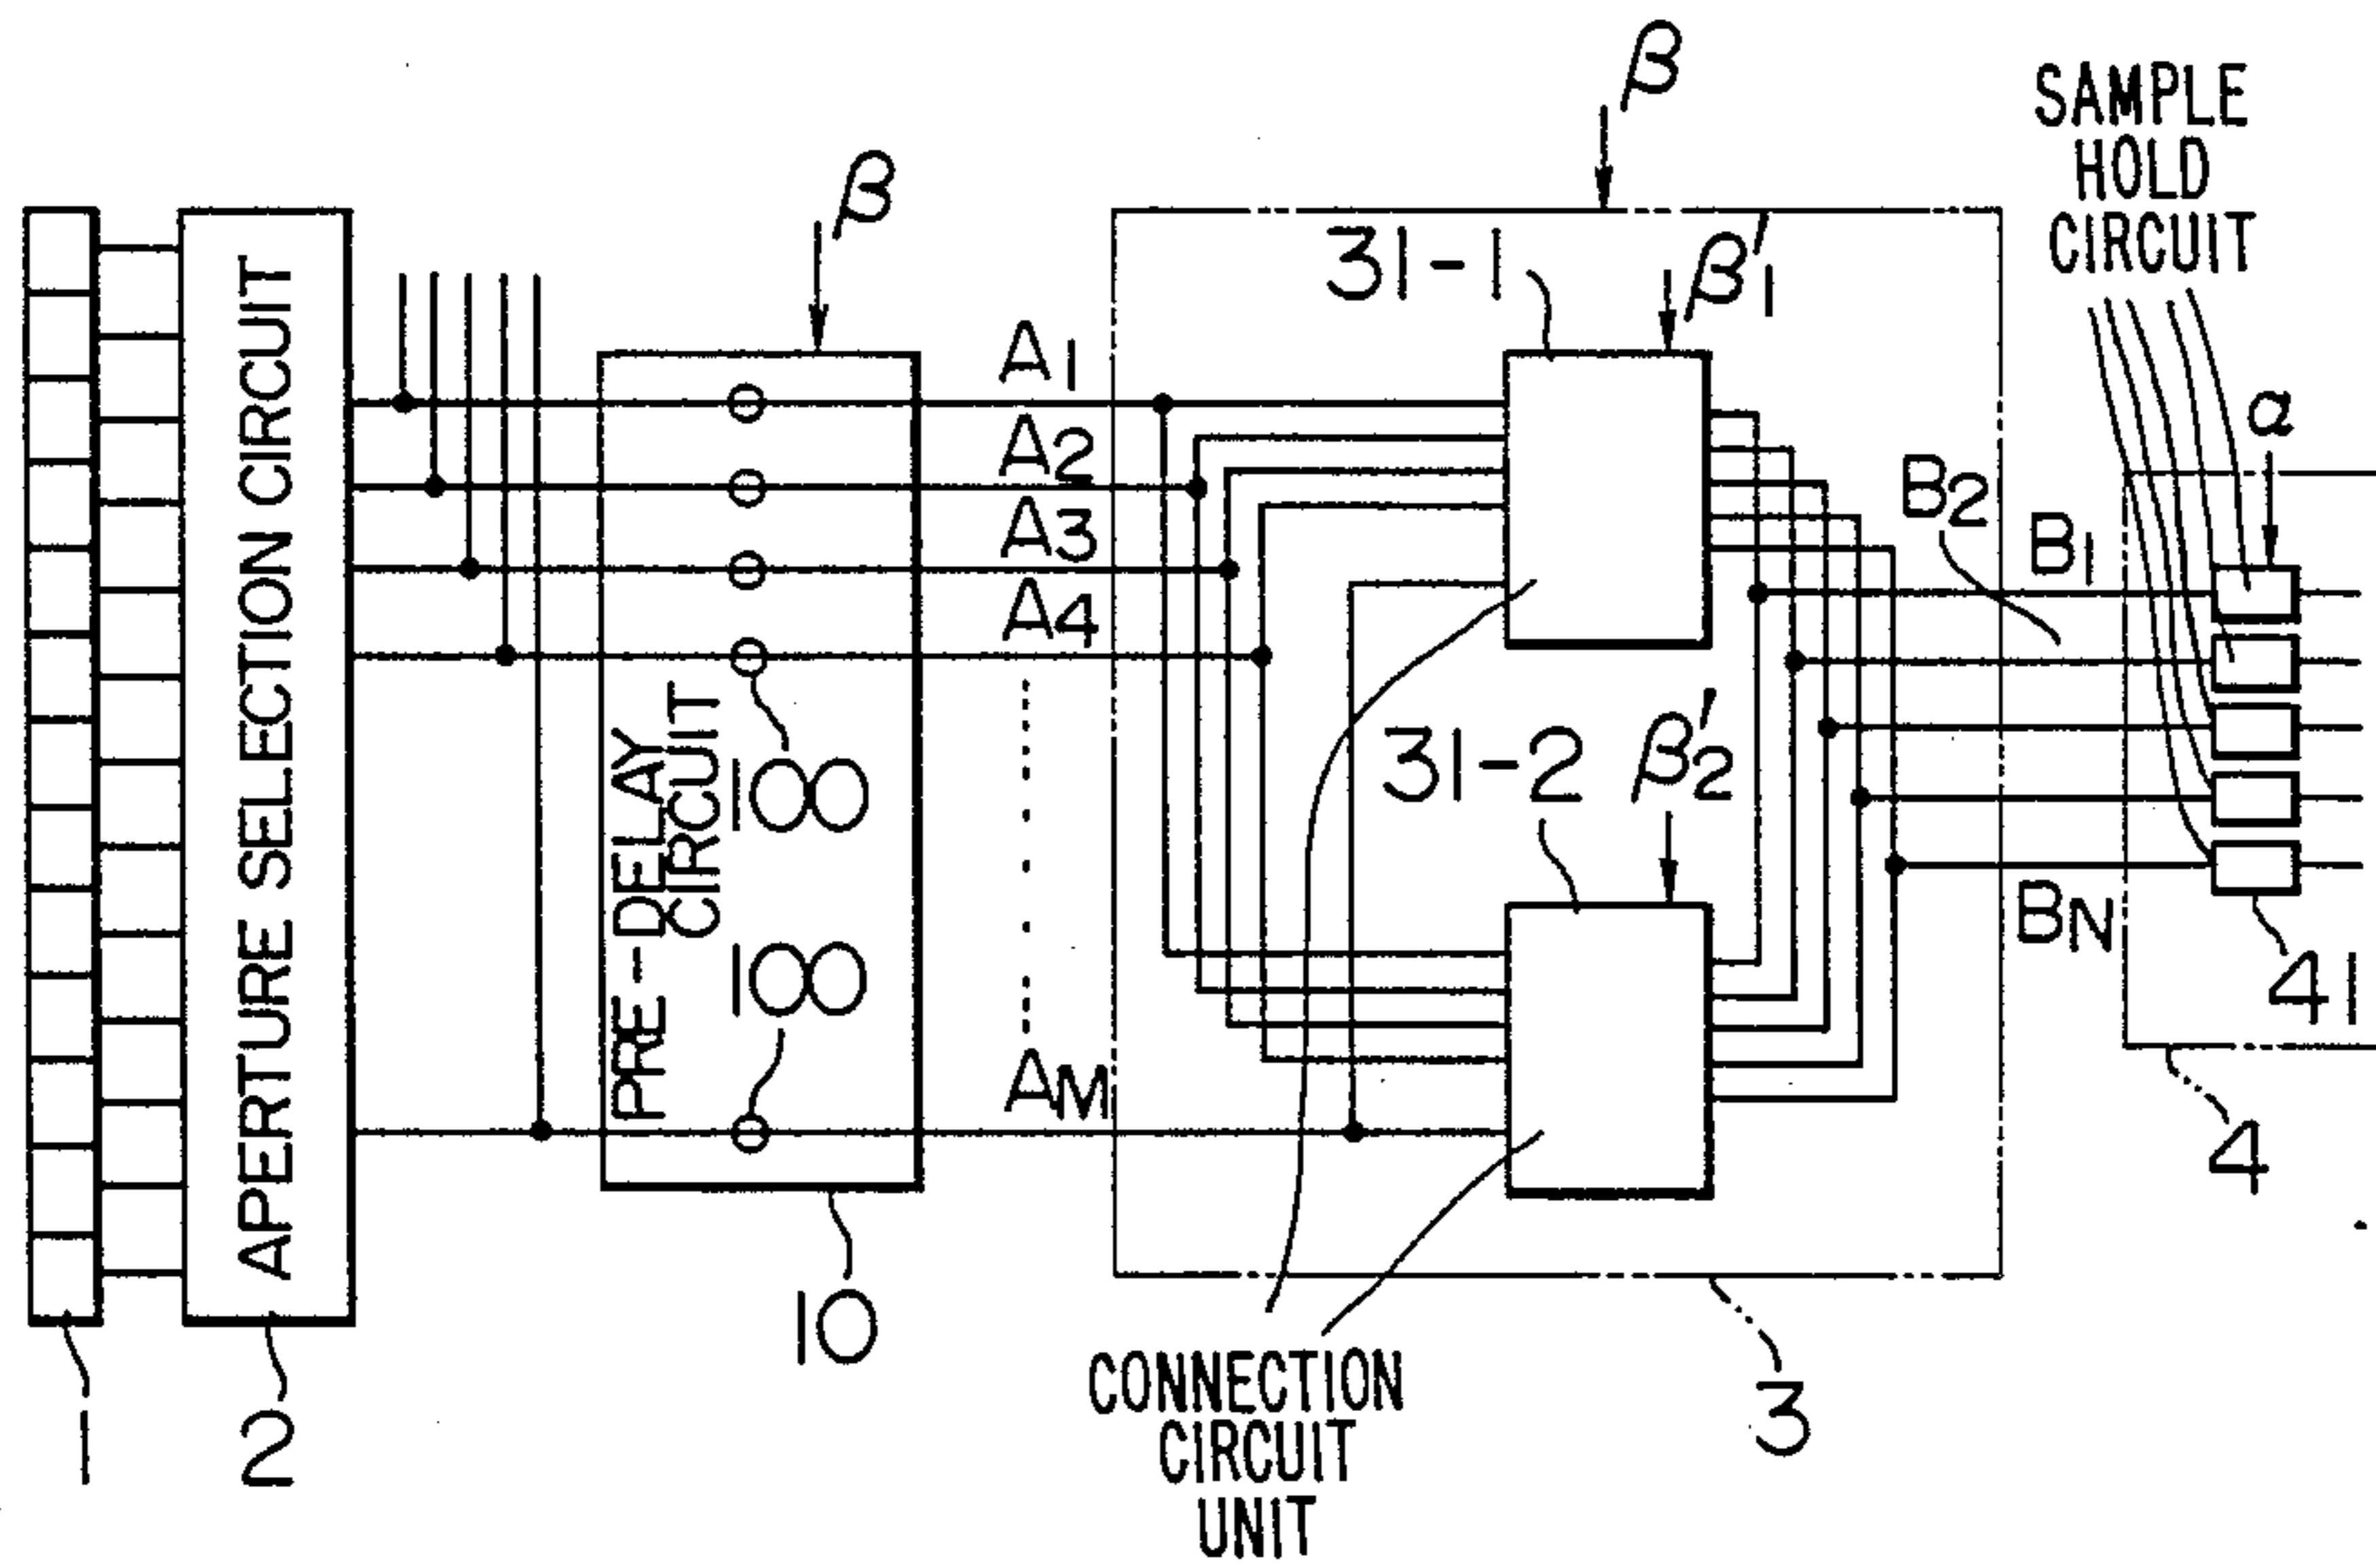 β
SAMPLE
HOLD
CIRCUIT
β
31-1
β'1
A1
A2
A3
A4
α
B2
B1
APERTURE SELECTION CIRCUIT
PRE-DELAY
CIRCUIT
100
31-2
β'2
BN
100
41
AM
4
10
CONNECTION
CIRCUIT
UNIT
3
1
2